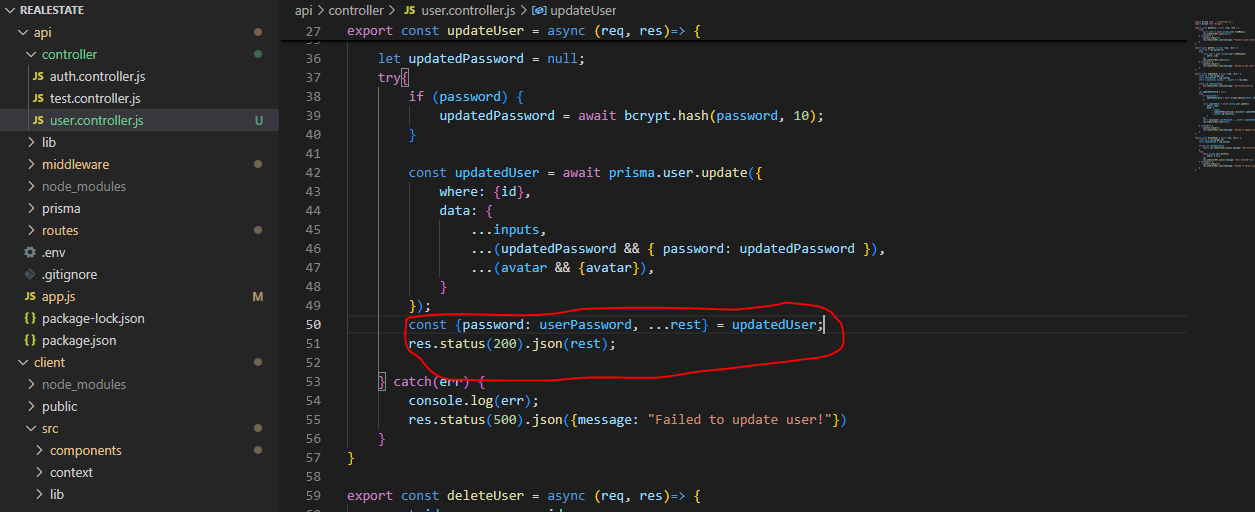 REALESTATE
api
controller
JS auth.controller.js
JS test.controller.js
JS user.controller.js U
lib
middleware
node_modules
prisma
routes
.env
.gitignore
JS app.js M
{} package-lock.json
{} package.json
client
node_modules
public
src
components
context
lib
api > controller > JS user.controller.js > updateUser
27 export const updateUser = async (req, res)=> {
36 let updatedPassword = null;
37 try{
38 if (password) {
39 updatedPassword = await bcrypt.hash(password, 10);
40 }
41
42 const updatedUser = await prisma.user.update({
43 where: {id},
44 data: {
45 ...inputs,
46 ...(updatedPassword && { password: updatedPassword }),
47 ...(avatar && {avatar}),
48 }
49 });
50 const {password: userPassword, ...rest} = updatedUser;
51 res.status(200).json(rest);
52
53 } catch(err) {
54 console.log(err);
55 res.status(500).json({message: "Failed to update user!"})
56 }
57 }
58
59 export const deleteUser = async (req, res)=> {